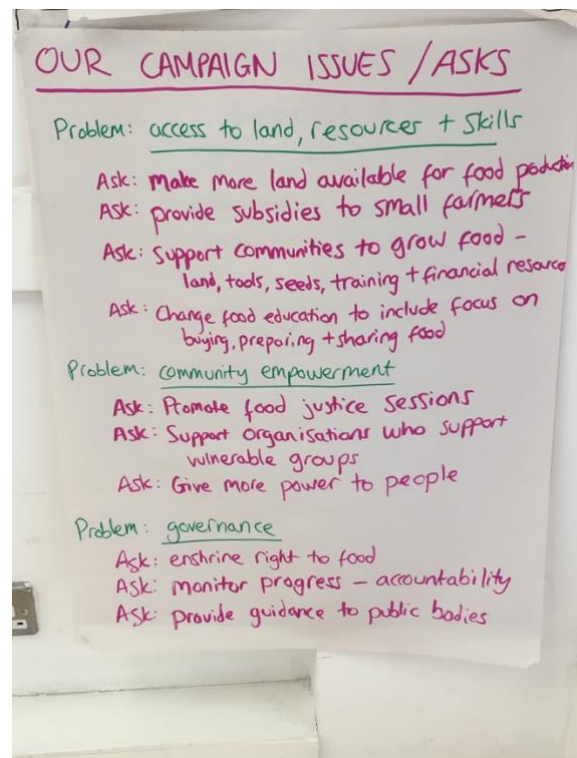 OUR CAMPAIGN ISSUES / ASKS
Problem: access to land, resources + skills
Ask: Make more land available for food poduction
Ask: provide subsidies to small farmers
Ask: Support communities to grow food -
land, tools, seeds, training + financial resource
Ask: Change food education to include focus on
buying, preparing + sharing food
Problem: community empowerment
Ask: Promote food justice sessions
Ask: Support organisations who support
vulnerable groups
Ask: Give more power to people
Problem: governance
Ask: enshrine right to food
Ask: monitor progress - accountability
Ask: provide guidance to public bodies